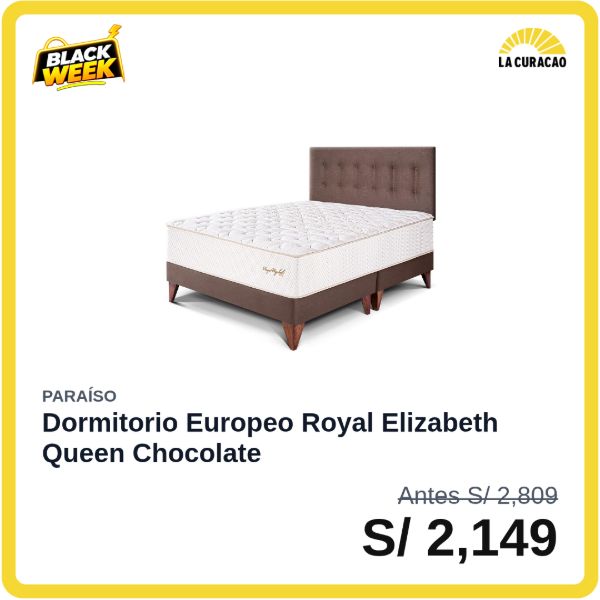 BLACK
WEEK
LA CURACAO
PARAÍSO
Dormitorio Europeo Royal Elizabeth
Queen Chocolate
Antes S/ 2,809
S/ 2,149